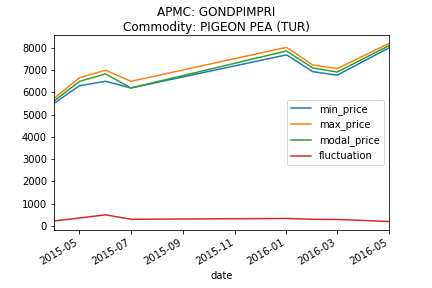 APMC: GONDPIMPRI
Commodity: PIGEON PEA (TUR)
8000
7000
6000
5000
4000
3000
2000
1000
0
min_price
max_price
modal_price
fluctuation
2015-05
2015-07
2015-09
2015-11
2016-01
2016-03
2016-05
date